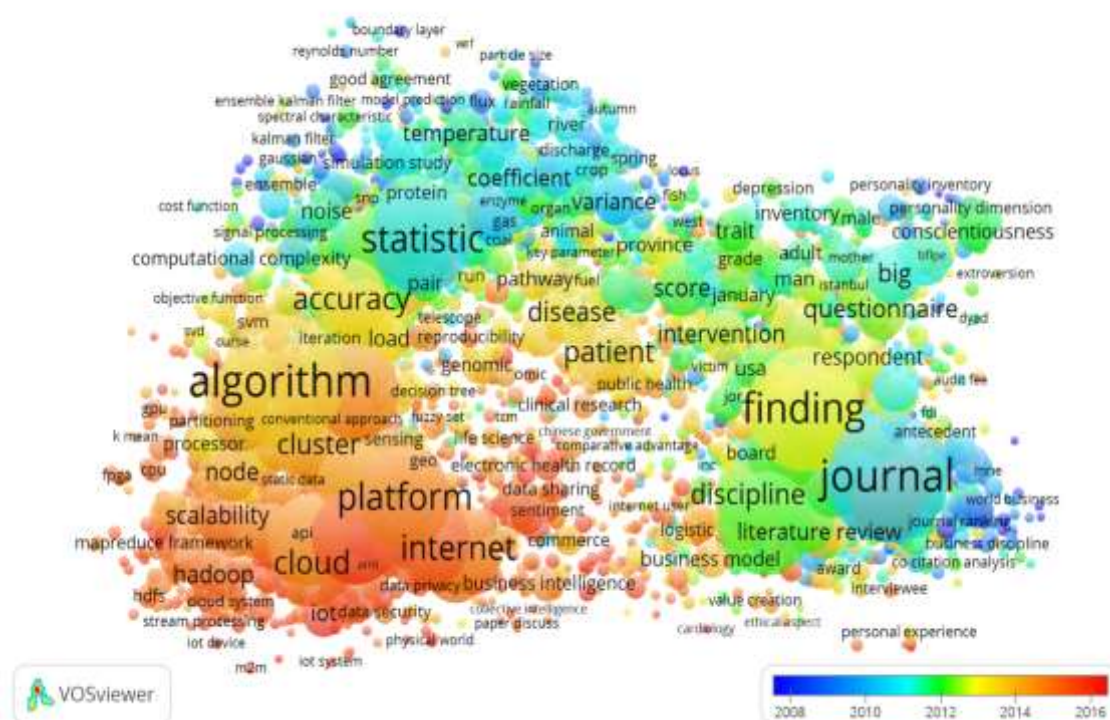 boundary layer
reynolds number
particle size
good agreement
vegetation
ensemble kalman filter
model prediction
flux
rainfall
autumn
spectral characteristic
temperature
river
kalman filter
discharge
gaussian
simulation study
spring
locus
ensemble
protein
coefficient
crop
depression
personality inventory
cost function
noise
snp
enzyme
organ
variance
fish
inventory
male
personality dimension
signal processing
statistic
gas
animal
west
trait
conscientiousness
coal
key parameter
province
computational complexity
grade
adult
mother
bfi
pair
run
pathway
fuel
score
january
man
istanbul
big
extroversion
objective function
accuracy
disease
questionnaire
dyad
telescope
svm
svd
curse
iteration
load
reproducibility
intervention
patient
respondent
genomic
omic
victim
usa
algorithm
decision tree
public health
audit fee
gpu
partitioning
conventional approach
fuzzy set
tcm
clinical research
finding
fdi
k mean
processor
cluster
sensing
life science
chinese government
comparative advantage
antecedent
fpga
cpu
node
static data
geo
electronic health record
board
journal
platform
data sharing
discipline
world business
scalability
sentiment
internet user
logistic
literature review
journal ranking
api
mapreduce framework
internet
commerce
business model
business discipline
cloud
award
co citation analysis
hadoop
data privacy
business intelligence
interviewee
hdfs
cloud system
iot
data security
collective intelligence
value creation
stream processing
paper discuss
ethical aspect
iot device
physical world
cardiology
personal experience
m2m
iot system
VOSviewer
2008 2010 2012 2014 2016